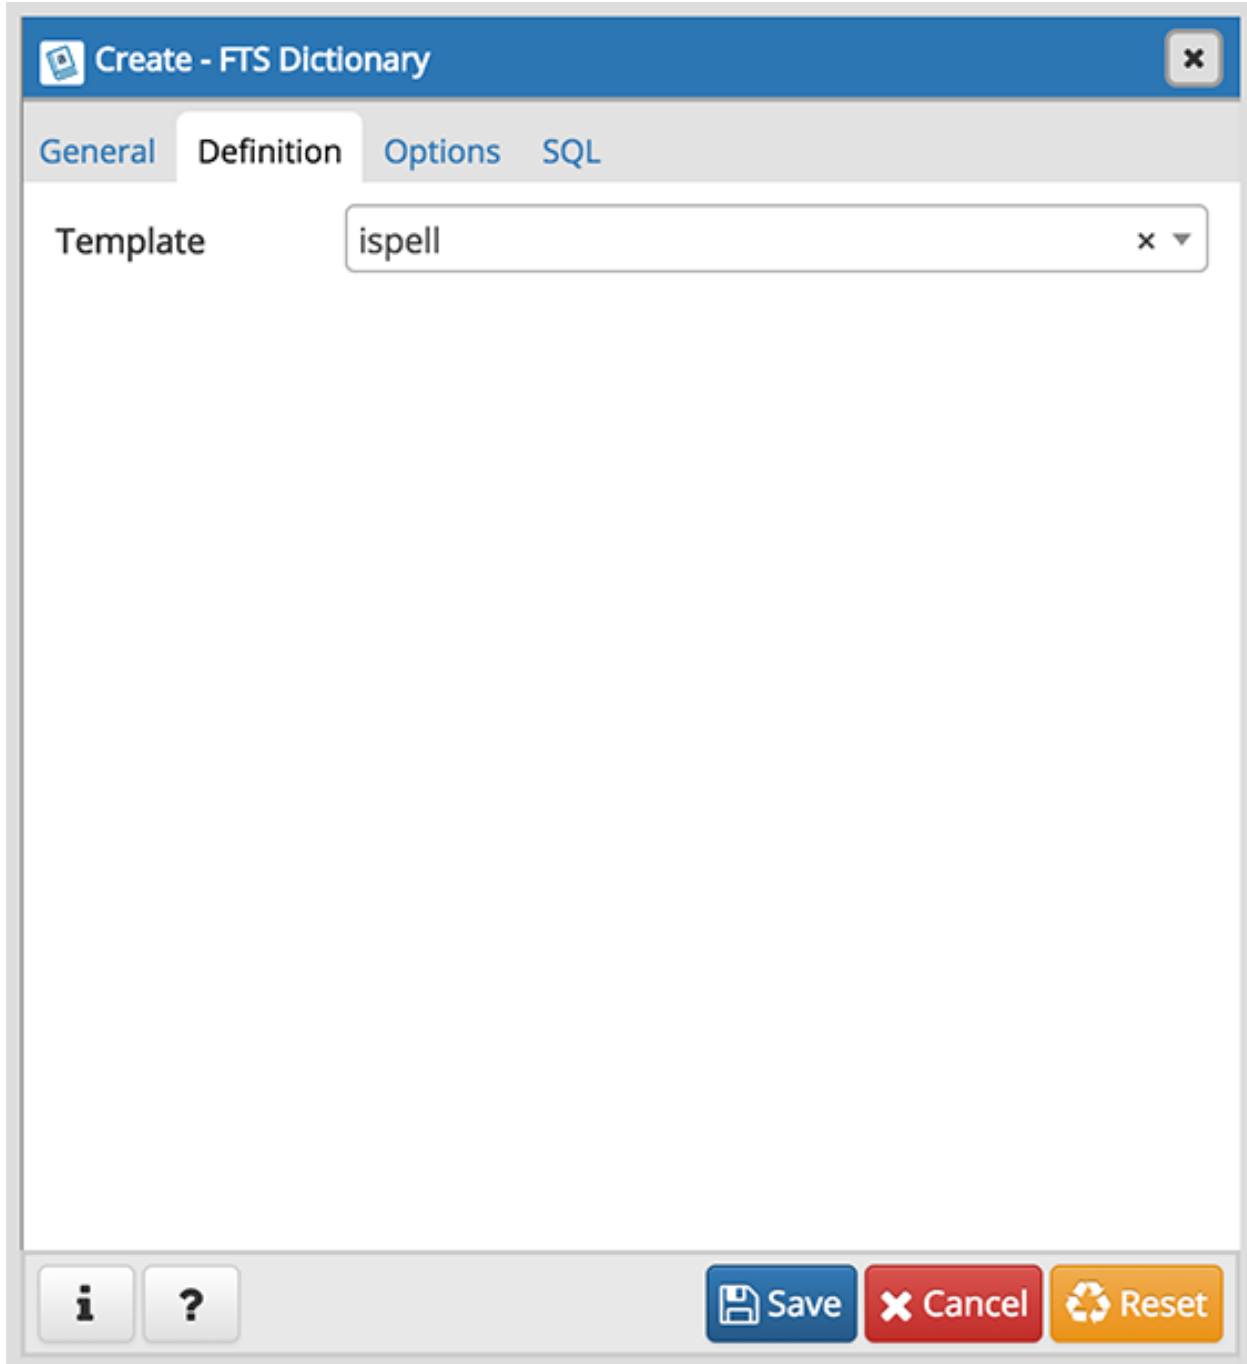 Create - FTS Dictionary
General Definition Options SQL
Template ispell
i ? Save Cancel Reset